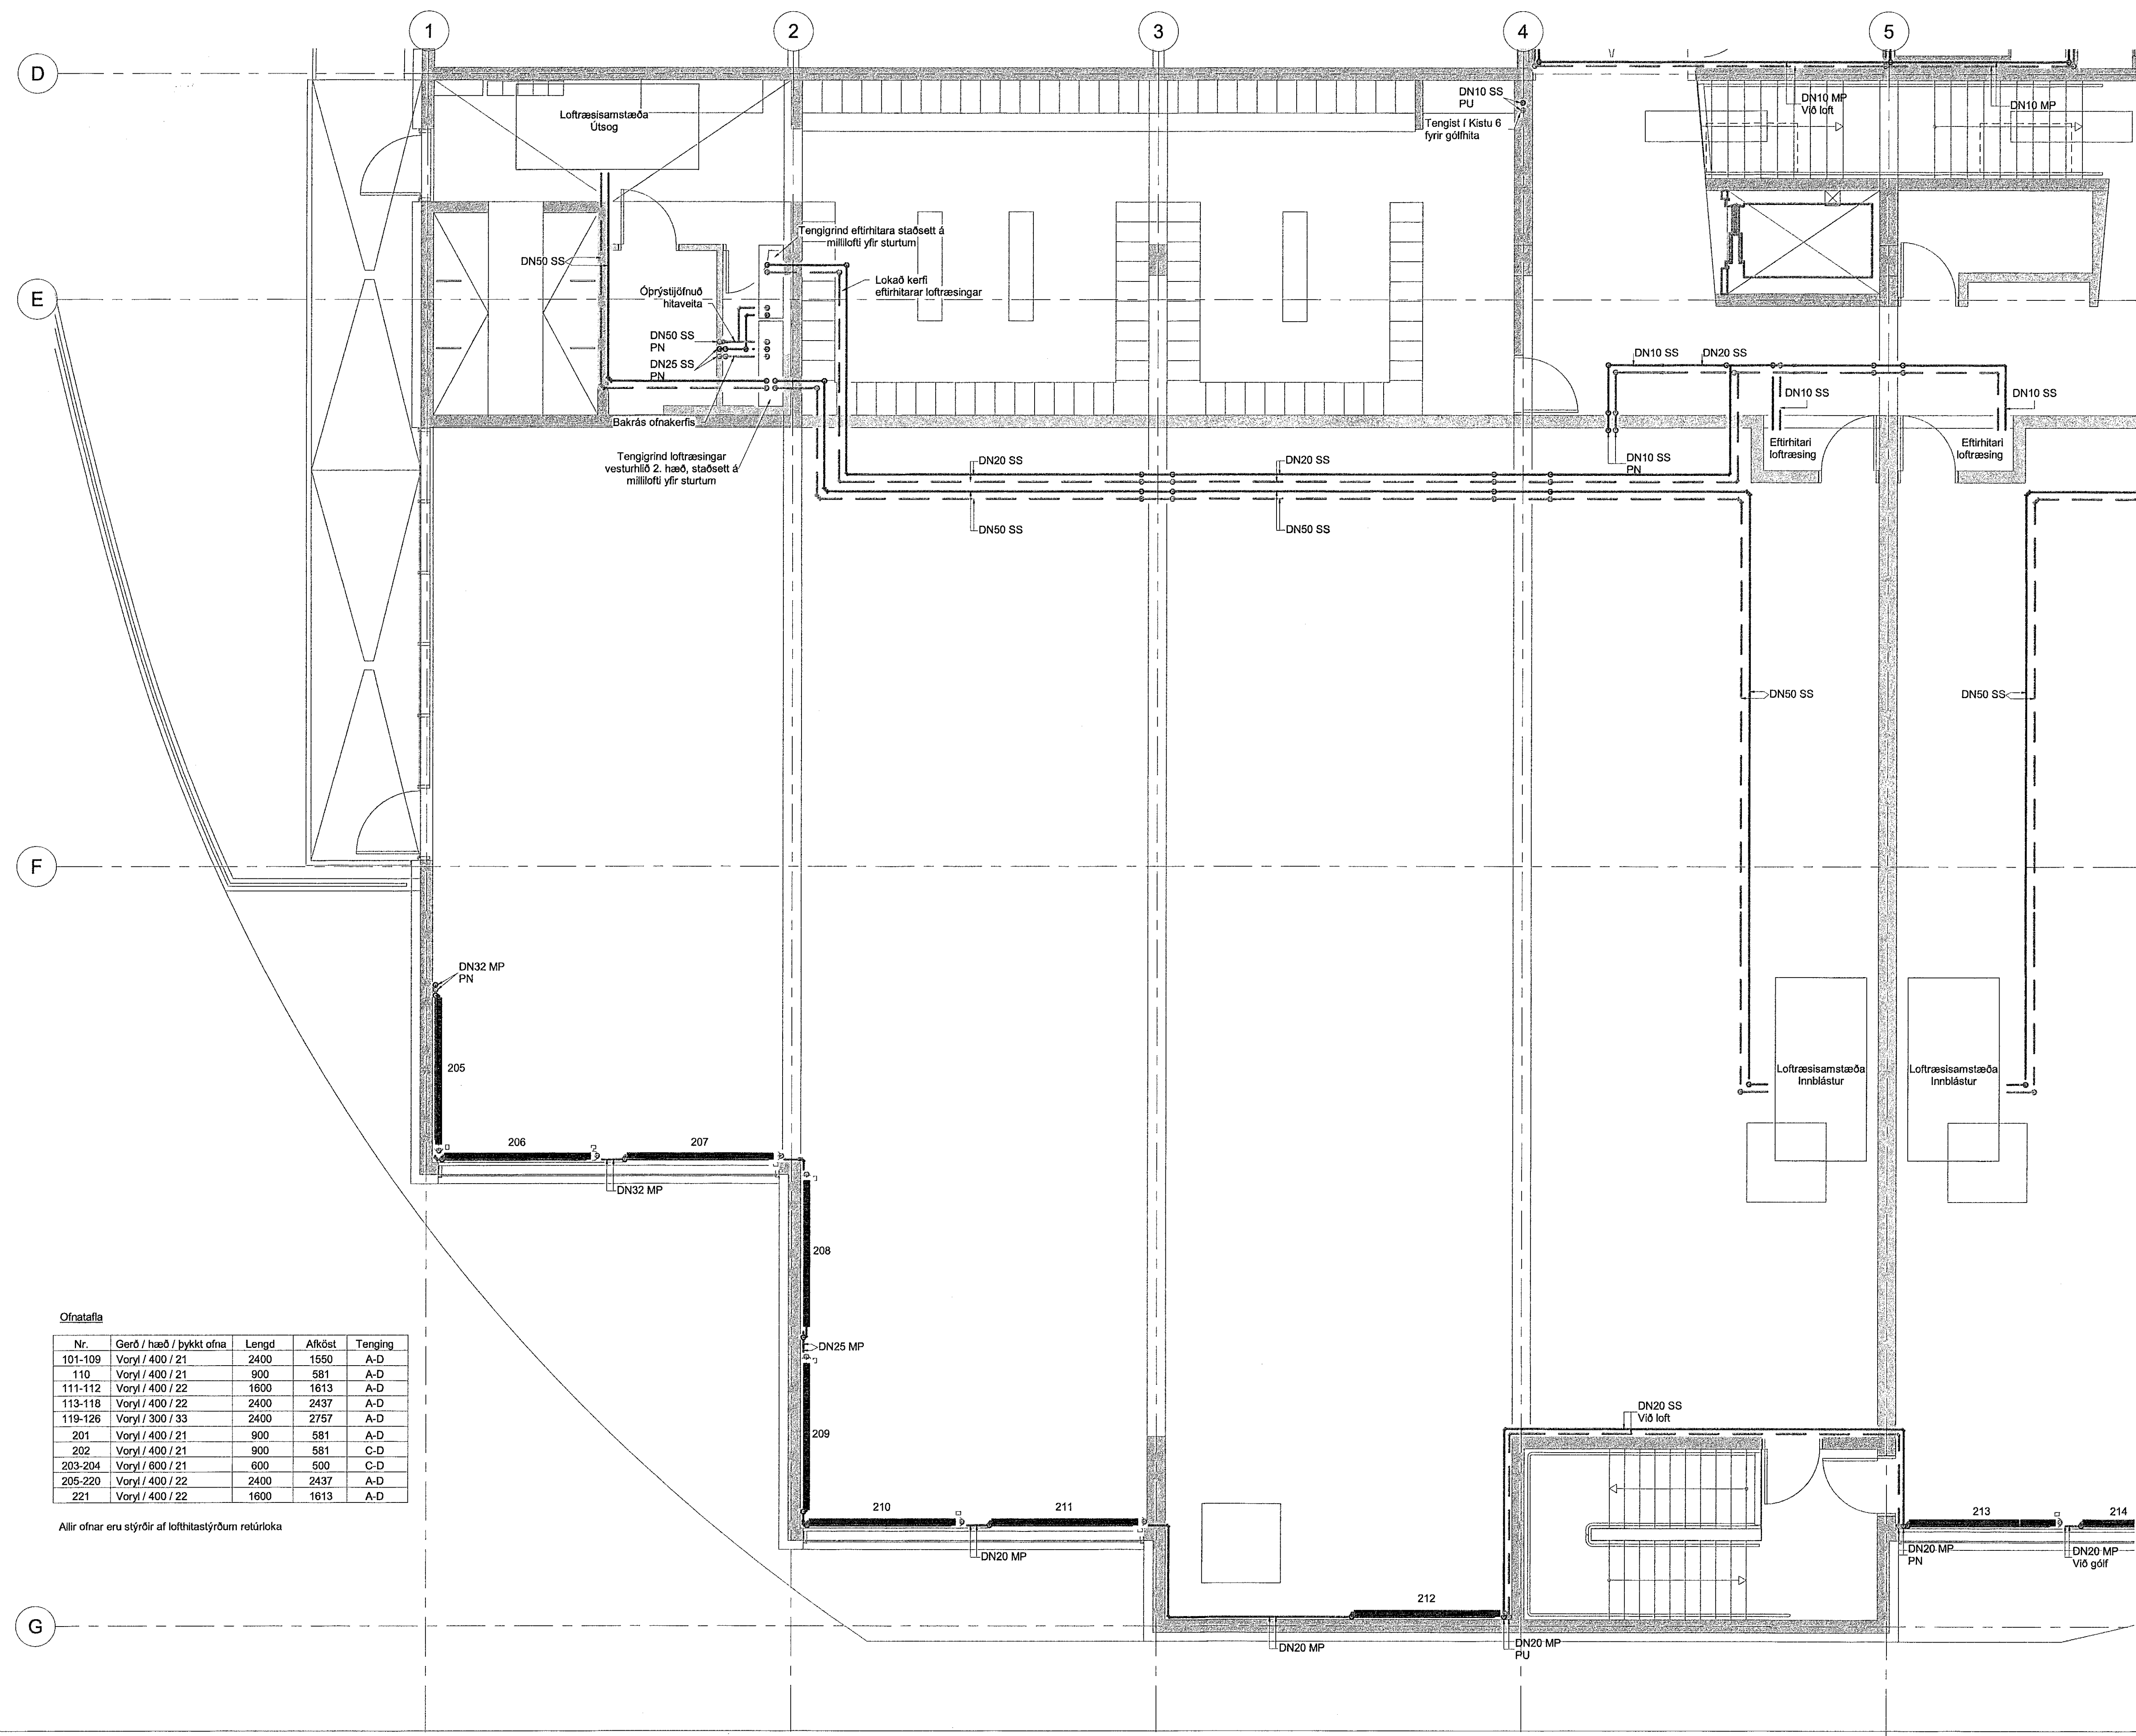 1
2
3
4
5
D
E
F
G
Loftræsisamstæða
Útsog
DN10 SS
PU
Tengist í Kistu 6
fyrir gólfhita
DN10 MP
Við loft
DN10 MP
DN50 SS
Tengigrind eftirhitara staðsett á
millilofti yfir sturtum
Lokað kerfi
eftirhitarar loftræsingar
Óþrýstijöfnuð
hitaveita
DN50 SS
PN
DN25 SS
PN
Bakrás ofnakerfis
Tengigrind loftræsingar
vesturhlið 2. hæð, staðsett á
millilofti yfir sturtum
DN20 SS
DN20 SS
DN50 SS
DN50 SS
DN10 SS
DN20 SS
DN10 SS
DN10 SS
DN10 SS
PN
Eftirhitari
loftræsing
Eftirhitari
loftræsing
DN50 SS
DN50 SS
Loftræsisamstæða
Innblástur
Loftræsisamstæða
Innblástur
DN32 MP
PN
205
206
207
DN32 MP
208
DN25 MP
209
210
211
DN20 MP
212
DN20 MP
DN20 MP
PU
DN20 SS
Við loft
213
214
DN20 MP
PN
DN20 MP
Við gólf
Ofnatafla
Nr. Gerð / hæð / þykkt ofna Lengd Afköst Tenging
101-109 Voryl / 400 / 21 2400 1550 A-D
110 Voryl / 400 / 21 900 581 A-D
111-112 Voryl / 400 / 22 1600 1613 A-D
113-118 Voryl / 400 / 22 2400 2437 A-D
119-126 Voryl / 300 / 33 2400 2757 A-D
201 Voryl / 400 / 21 900 581 A-D
202 Voryl / 400 / 21 900 581 C-D
203-204 Voryl / 600 / 21 600 500 C-D
205-220 Voryl / 400 / 22 2400 2437 A-D
221 Voryl / 400 / 22 1600 1613 A-D
Allir ofnar eru stýrðir af lofthitastýrðum retúrloka